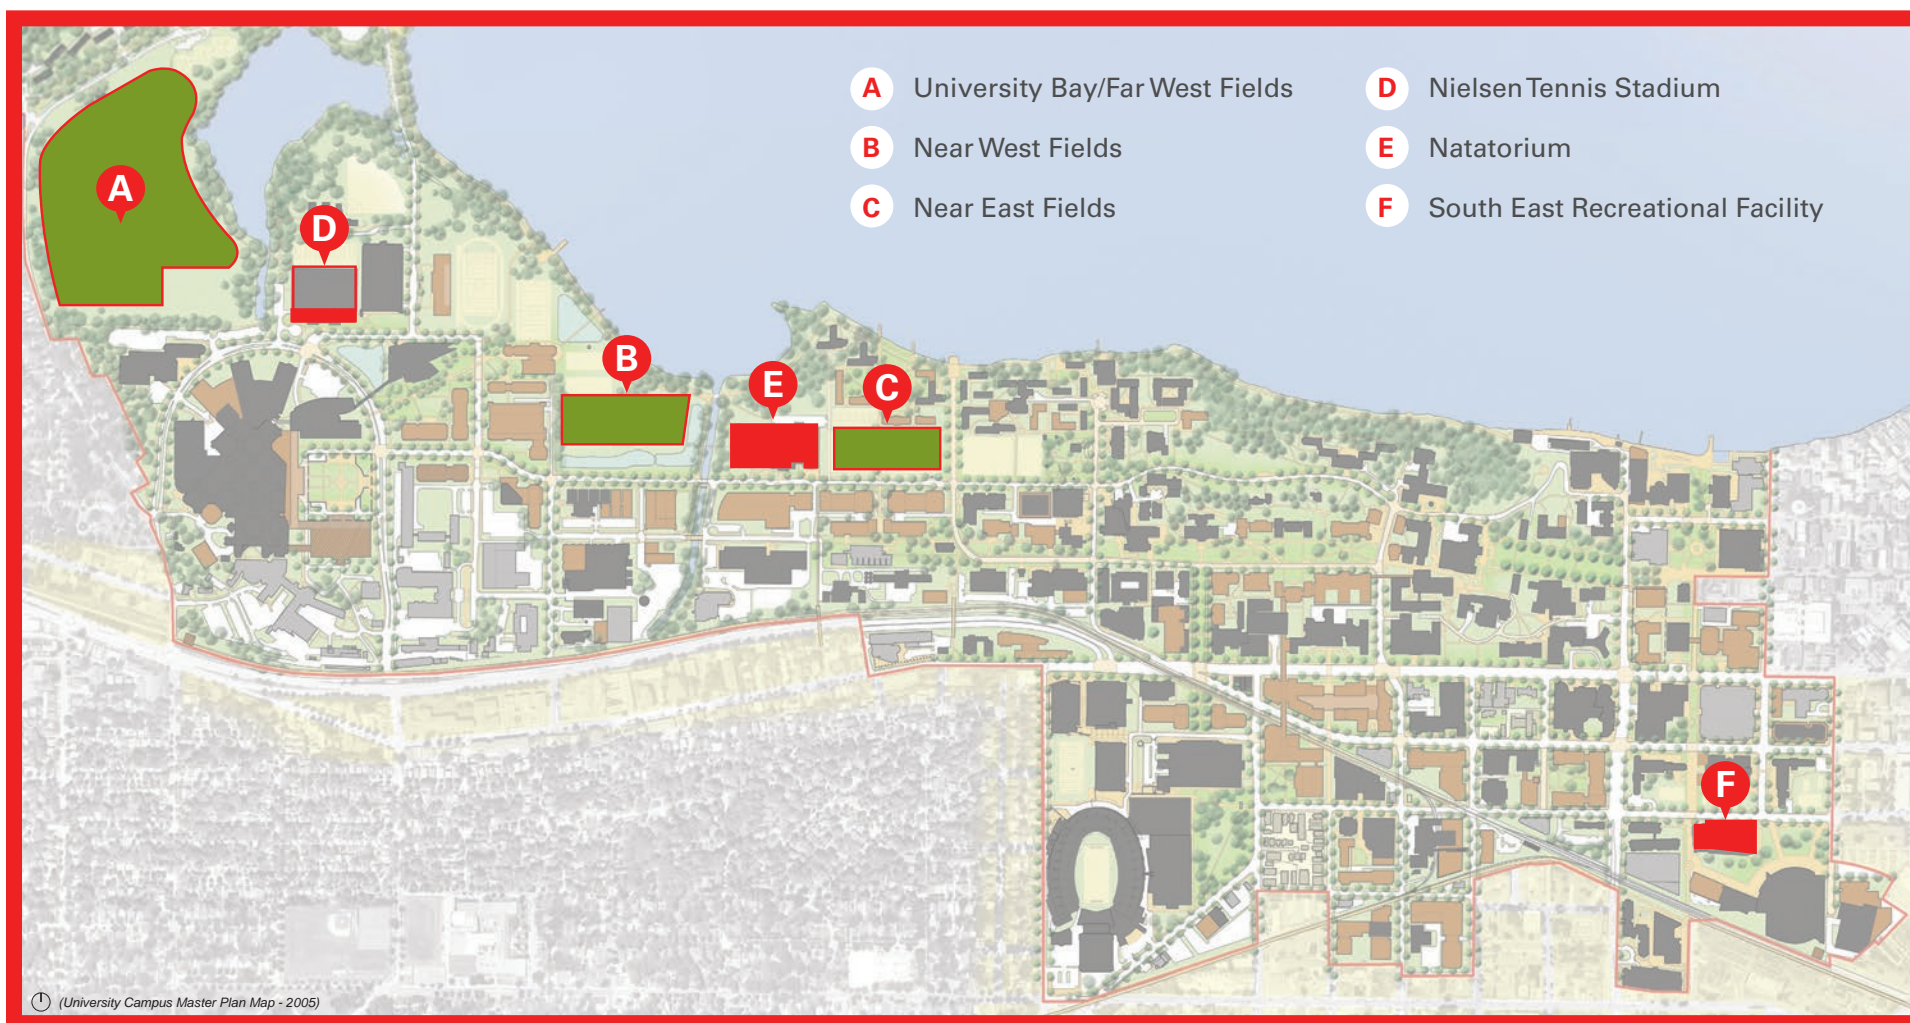 A University Bay/Far West Fields
B Near West Fields
C Near East Fields
D Nielsen Tennis Stadium
E Natatorium
F South East Recreational Facility
A
D
B
E
C
F
(University Campus Master Plan Map - 2005)